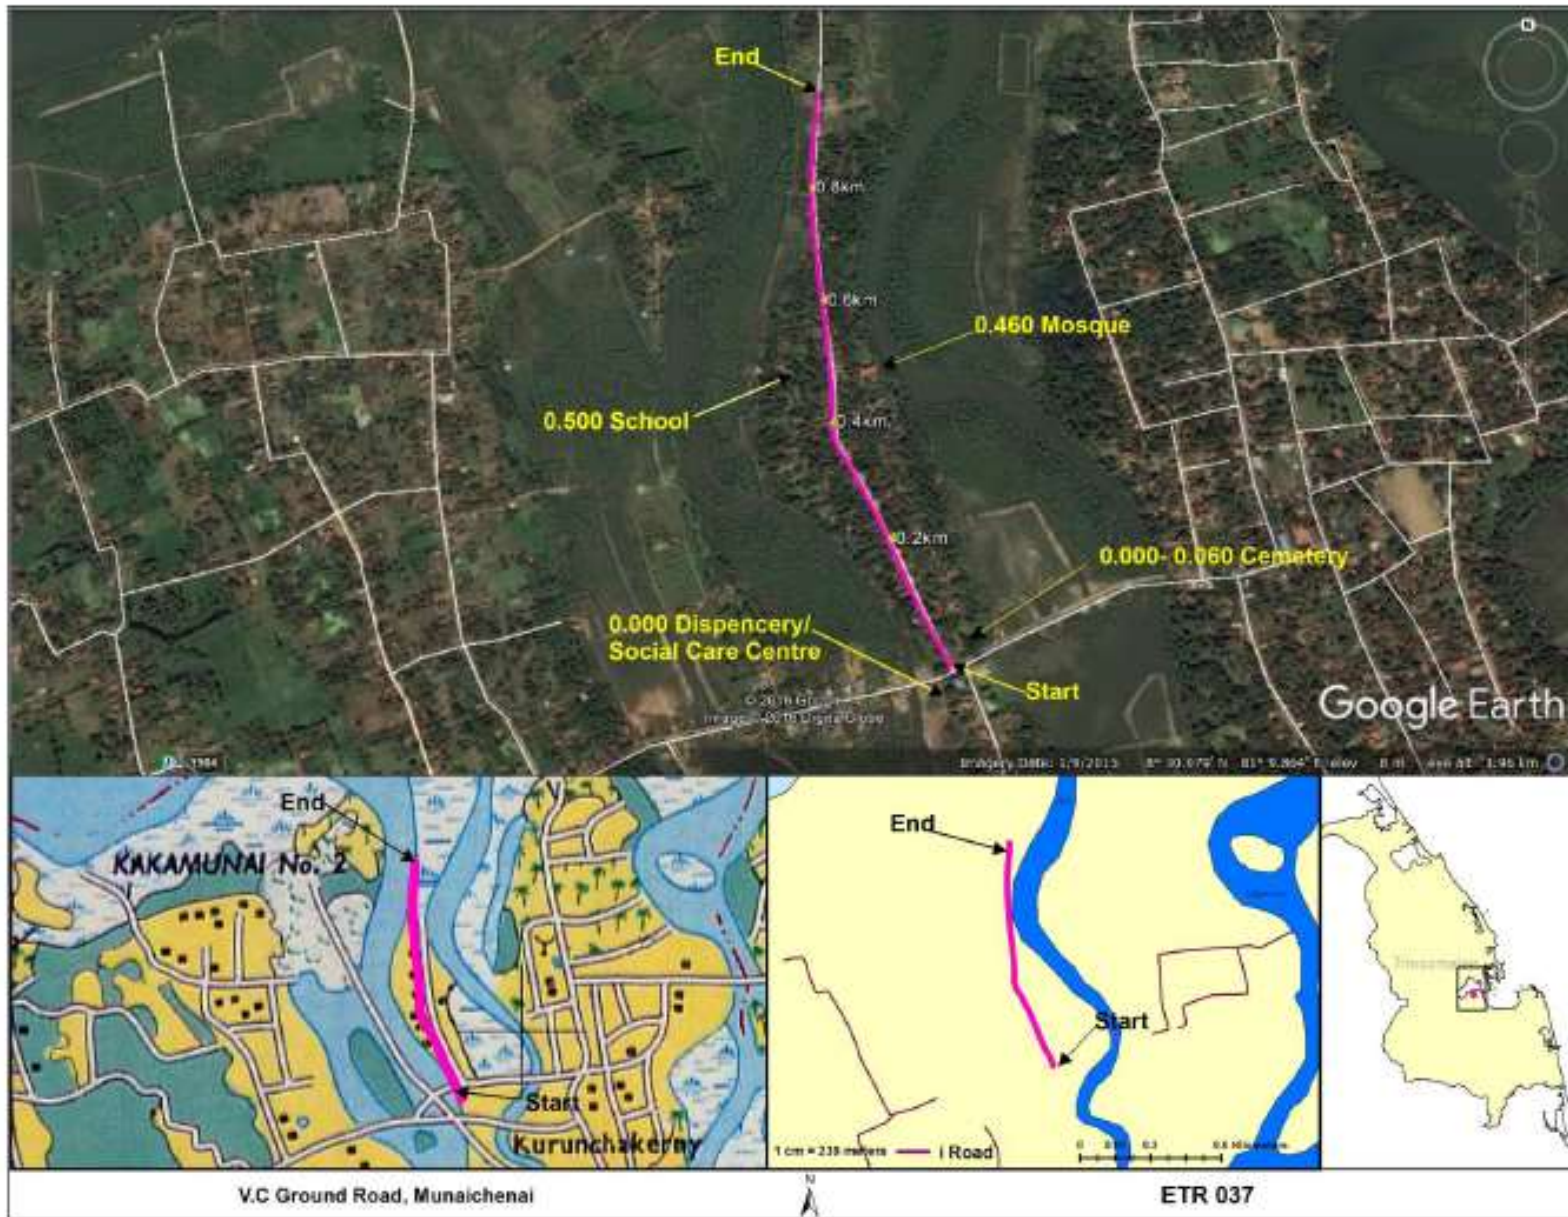 N
End
0.8km
0.6km
0.460 Mosque
0.500 School
0.4km
0.2km
0.000- 0.060 Cemetery
0.000 Dispencery/
Social Care Centre
Start
Google Earth
End
KAKAMUNAI No. 2
Start
Kurunchakerny
End
Start
1 cm = 239 meters
i Road
0
V.C Ground Road, Munaichenai
N
ETR 037